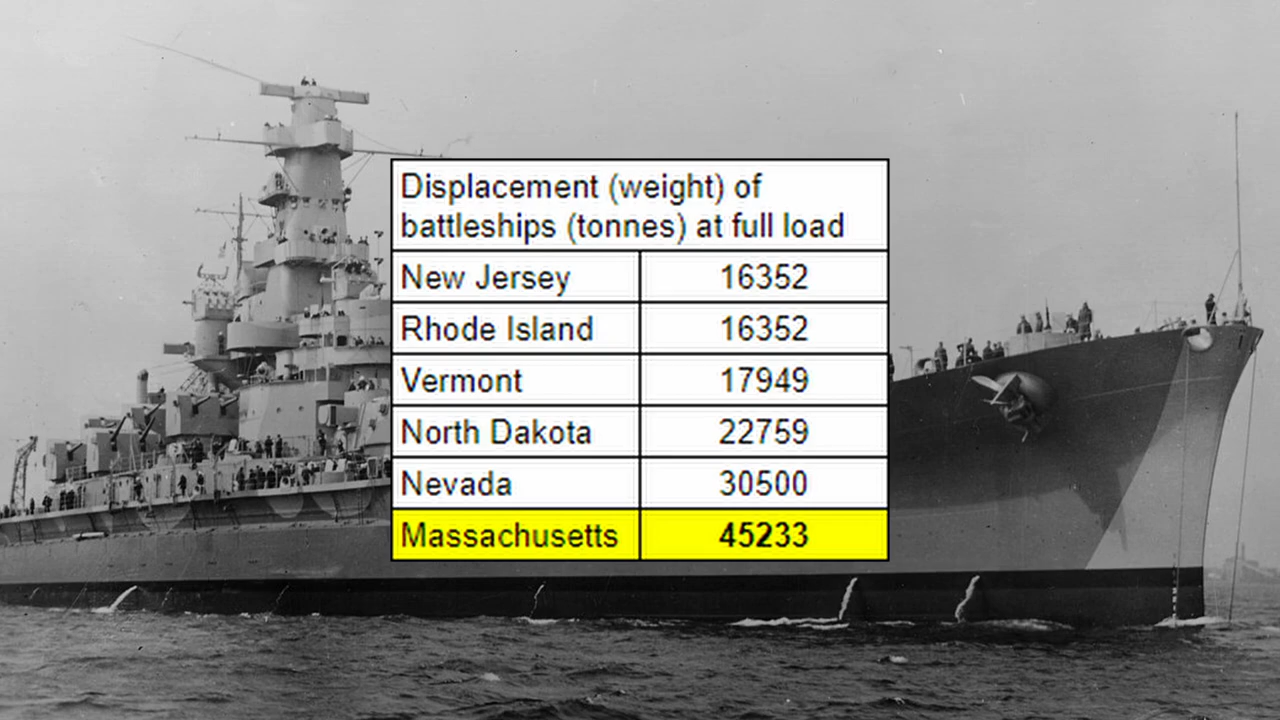 Displacement (weight) of
battleships (tonnes) at full load
New Jersey 16352
Rhode Island 16352
Vermont 17949
North Dakota 22759
Nevada 30500
Massachusetts 45233